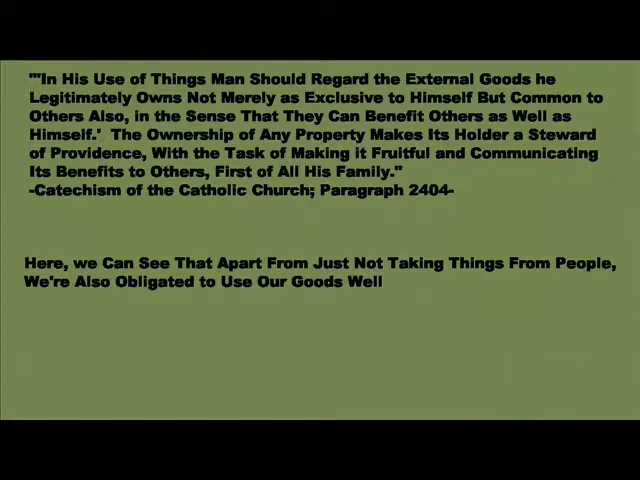 "'In His Use of Things Man Should Regard the External Goods he
Legitimately Owns Not Merely as Exclusive to Himself But Common to
Others Also, in the Sense That They Can Benefit Others as Well as
Himself.'  The Ownership of Any Property Makes Its Holder a Steward
of Providence, With the Task of Making it Fruitful and Communicating
Its Benefits to Others, First of All His Family."
-Catechism of the Catholic Church; Paragraph 2404-
Here, we Can See That Apart From Just Not Taking Things From People,
We're Also Obligated to Use Our Goods Well